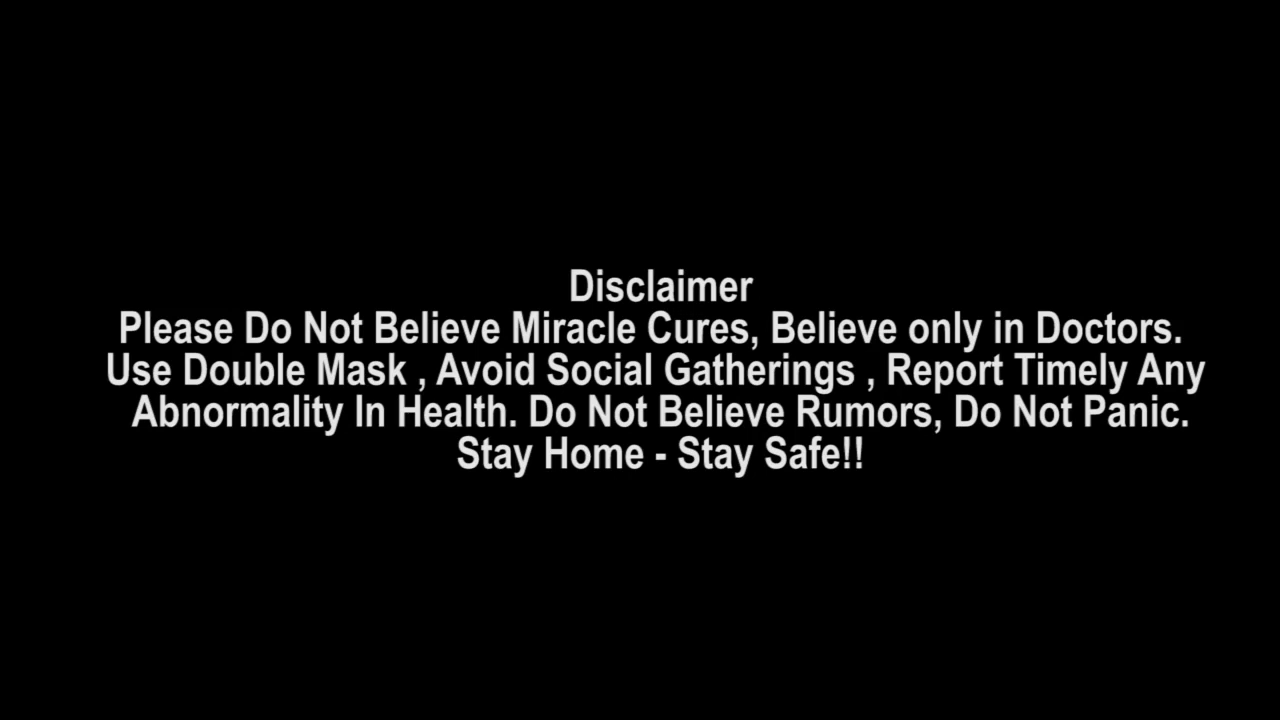 Disclaimer
Please Do Not Believe Miracle Cures, Believe only in Doctors.
Use Double Mask , Avoid Social Gatherings , Report Timely Any
Abnormality In Health. Do Not Believe Rumors, Do Not Panic.
Stay Home - Stay Safe!!